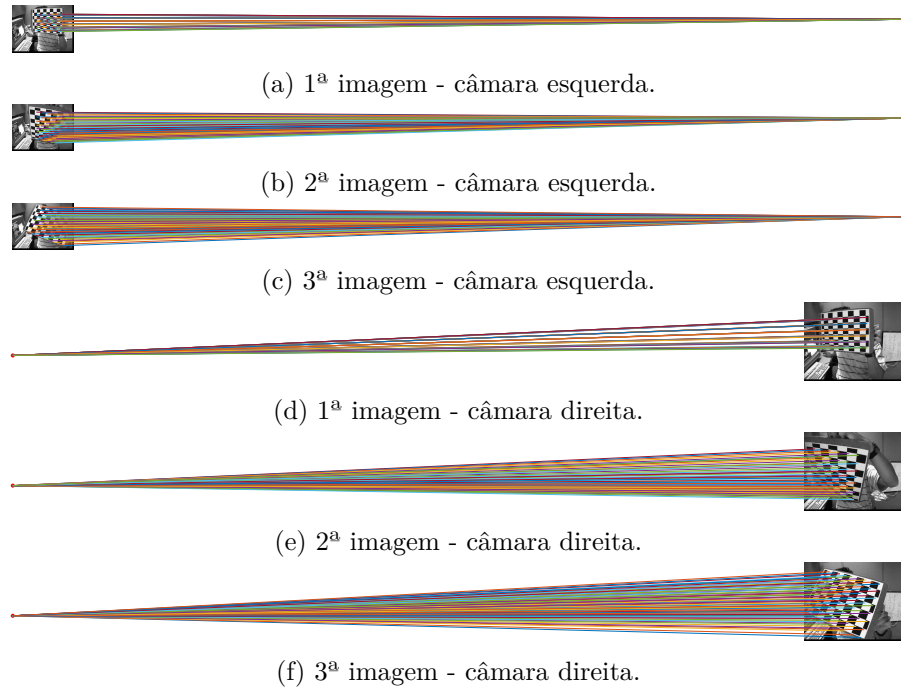 (a) 1ª imagem - câmara esquerda.
(b) 2ª imagem - câmara esquerda.
(c) 3ª imagem - câmara esquerda.
(d) 1ª imagem - câmara direita.
(e) 2ª imagem - câmara direita.
(f) 3ª imagem - câmara direita.